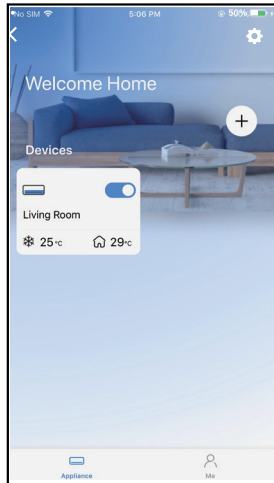 No SIM 5:06 PM 50%
Welcome Home
+
Devices
Living Room
25°C 29°C
Appliance Me